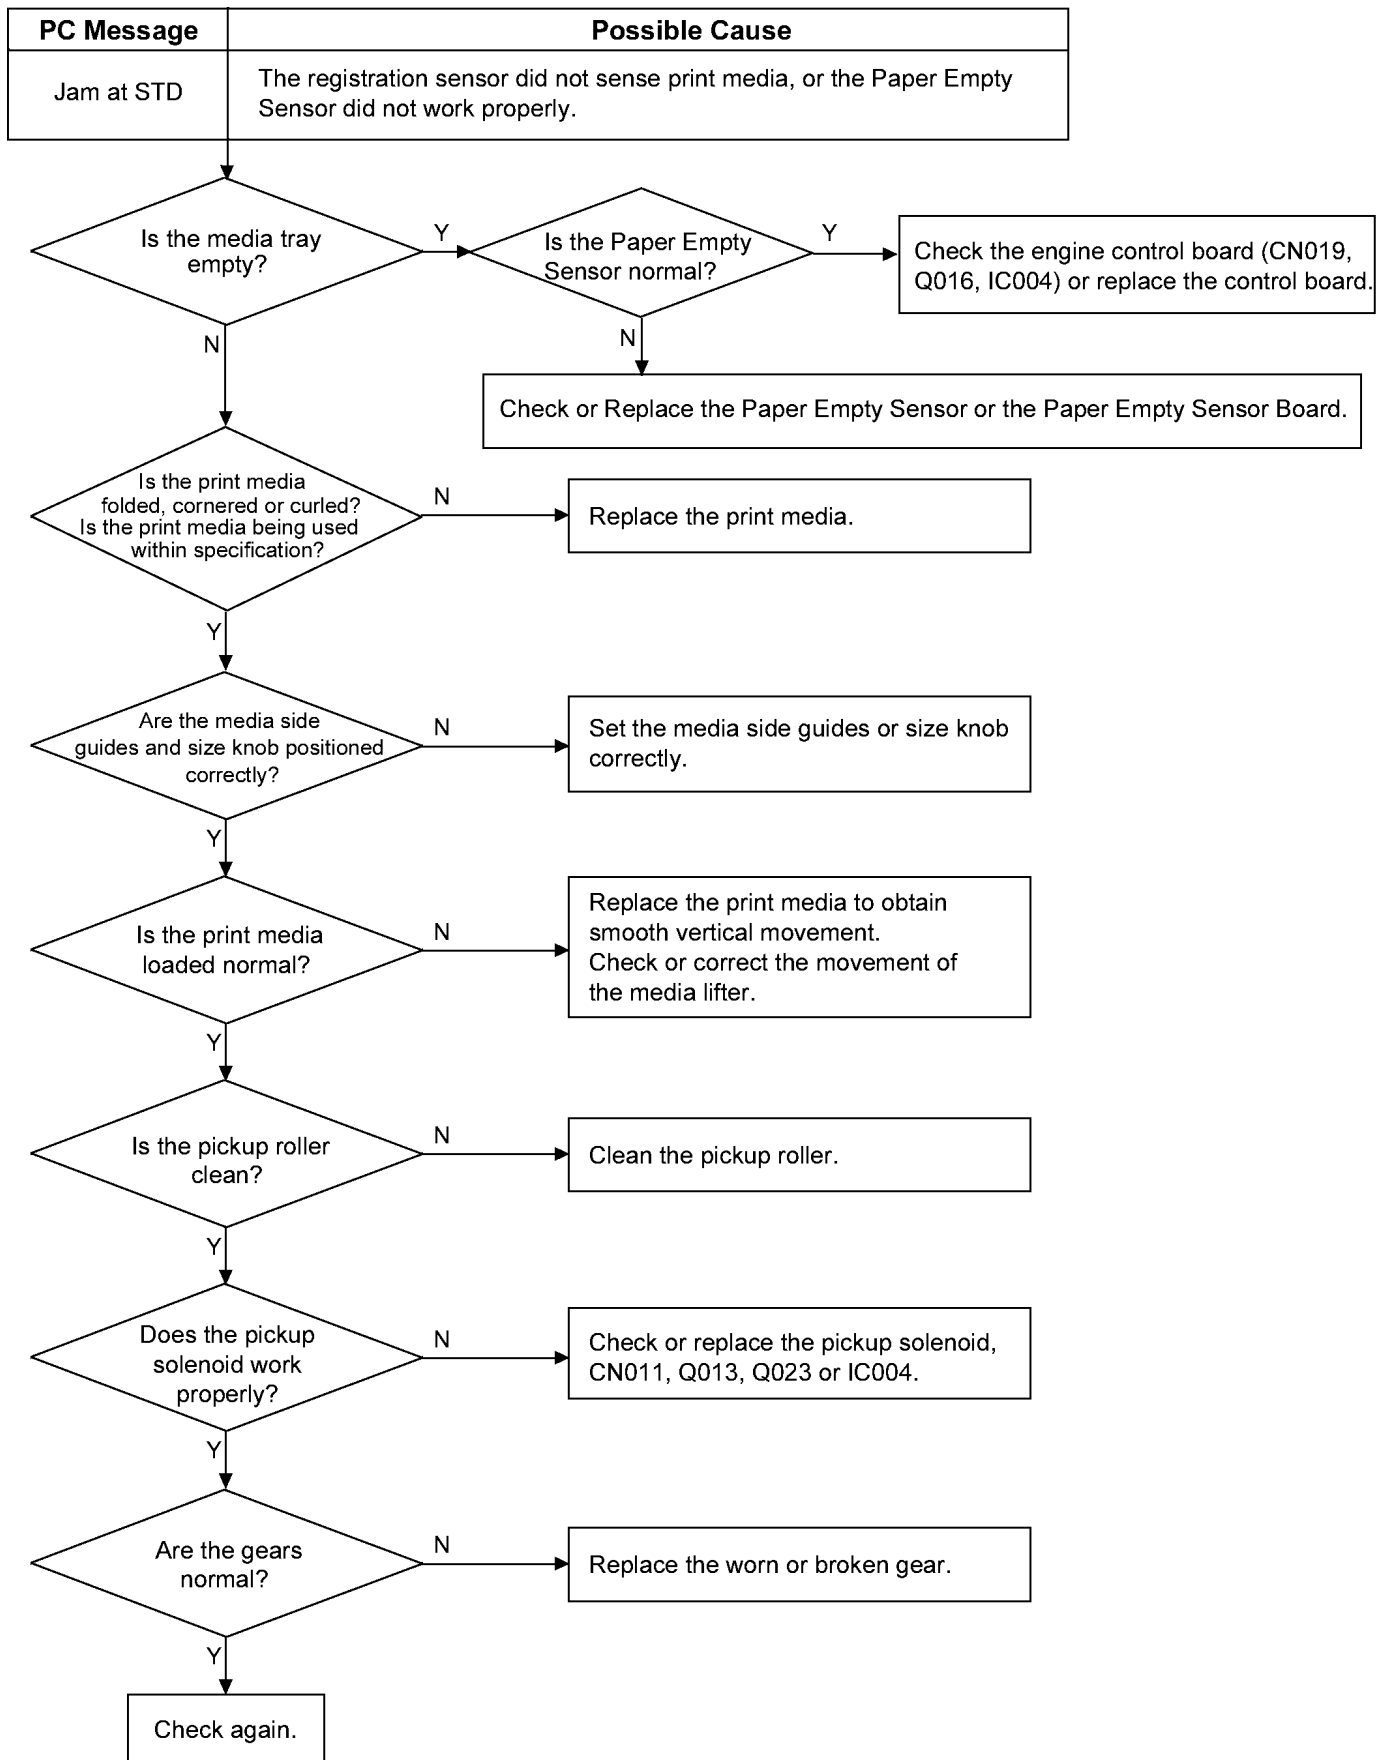 PC Message
Possible Cause
Jam at STD
The registration sensor did not sense print media, or the Paper Empty
Sensor did not work properly.
Is the media tray
empty?
Y
Is the Paper Empty
Sensor normal?
Y
Check the engine control board (CN019,
Q016, IC004) or replace the control board.
N
N
Check or Replace the Paper Empty Sensor or the Paper Empty Sensor Board.
Is the print media
folded, cornered or curled?
Is the print media being used
within specification?
N
Replace the print media.
Y
Are the media side
guides and size knob positioned
correctly?
N
Set the media side guides or size knob
correctly.
Y
Is the print media
loaded normal?
N
Replace the print media to obtain
smooth vertical movement.
Check or correct the movement of
the media lifter.
Y
Is the pickup roller
clean?
N
Clean the pickup roller.
Y
Does the pickup
solenoid work
properly?
N
Check or replace the pickup solenoid,
CN011, Q013, Q023 or IC004.
Y
Are the gears
normal?
N
Replace the worn or broken gear.
Y
Check again.